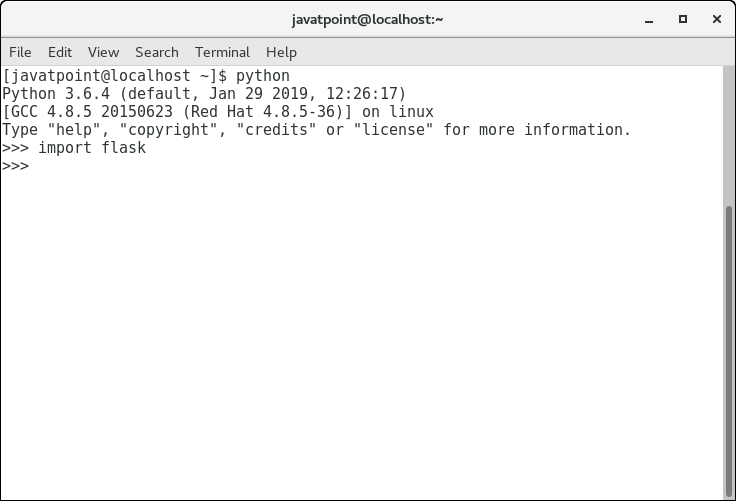 javatpoint@localhost:~
File Edit View Search Terminal Help
[javatpoint@localhost ~]$ python
Python 3.6.4 (default, Jan 29 2019, 12:26:17)
[GCC 4.8.5 20150623 (Red Hat 4.8.5-36)] on linux
Type "help", "copyright", "credits" or "license" for more information.
>>> import flask
>>>